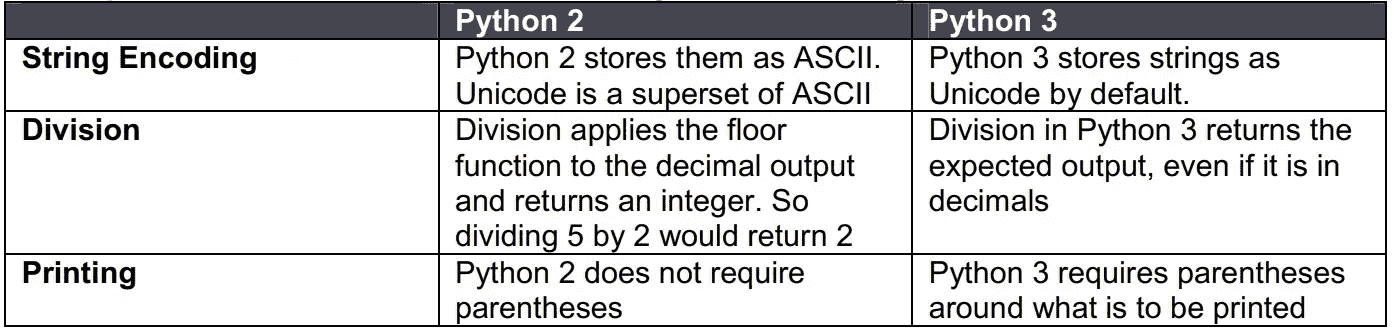 Python 2 Python 3
String Encoding
Python 2 stores them as ASCII.
Unicode is a superset of ASCII
Python 3 stores strings as
Unicode by default.
Division
Division applies the floor
function to the decimal output
and returns an integer. So
dividing 5 by 2 would return 2
Division in Python 3 returns the
expected output, even if it is in
decimals
Printing
Python 2 does not require
parentheses
Python 3 requires parentheses
around what is to be printed